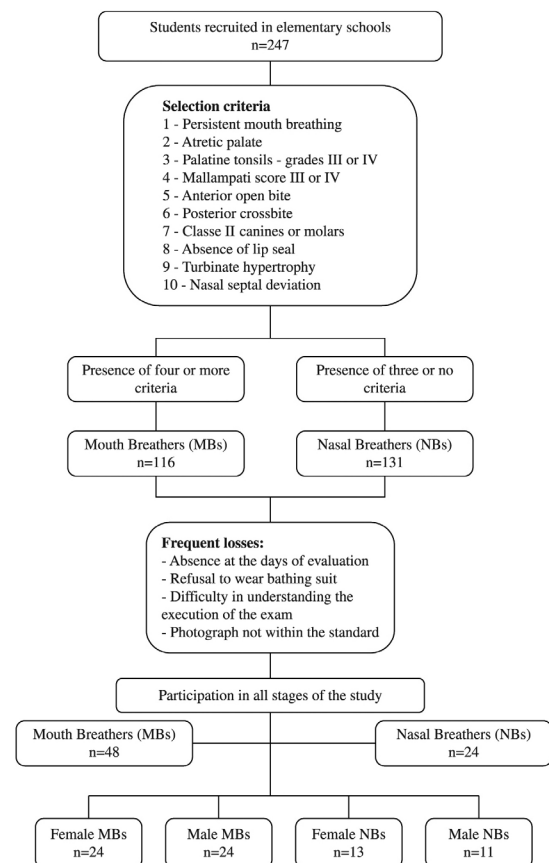 Students recruited in elementary schools
n=247
Selection criteria
1 - Persistent mouth breathing
2 - Atretic palate
3 - Palatine tonsils - grades III or IV
4 - Mallampati score III or IV
5 - Anterior open bite
6 - Posterior crossbite
7 - Classe II canines or molars
8 - Absence of lip seal
9 - Turbinate hypertrophy
10 - Nasal septal deviation
Presence of four or more
criteria
Presence of three or no
criteria
Mouth Breathers (MBs)
n=116
Nasal Breathers (NBs)
n=131
Frequent losses:
- Absence at the days of evaluation
- Refusal to wear bathing suit
- Difficulty in understanding the
execution of the exam
- Photograph not within the standard
Participation in all stages of the study
Mouth Breathers (MBs)
n=48
Nasal Breathers (NBs)
n=24
Female MBs
n=24
Male MBs
n=24
Female NBs
n=13
Male NBs
n=11